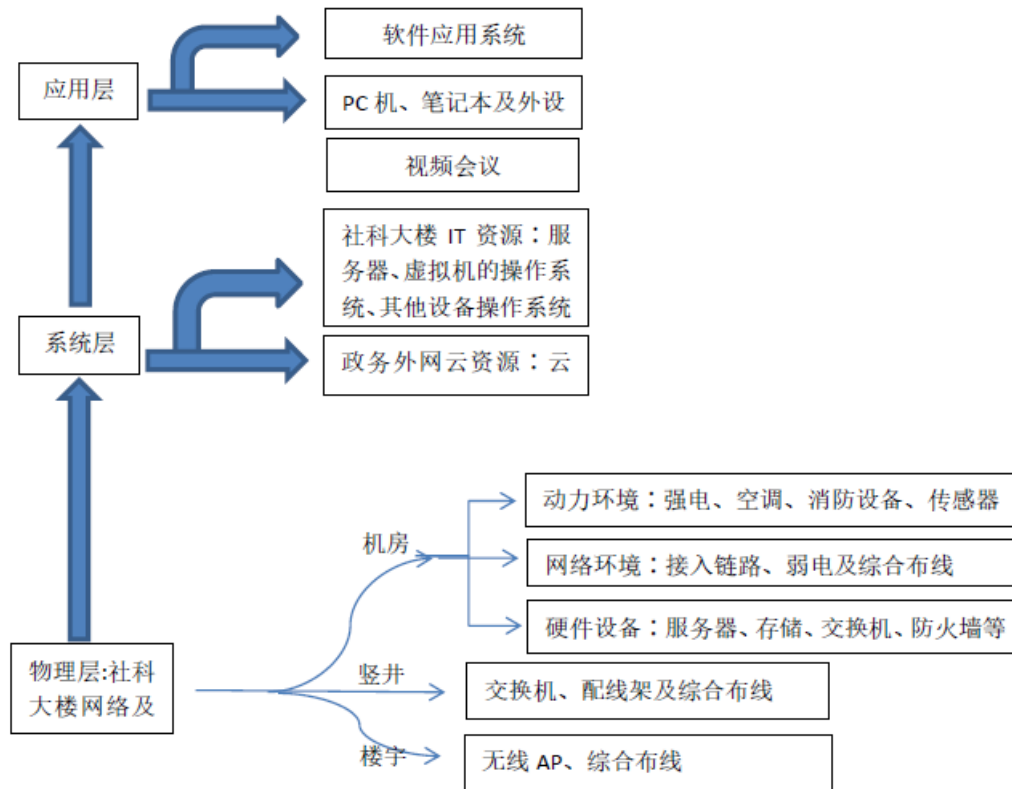 软件应用系统
应用层
PC 机、笔记本及外设
视频会议
社科大楼 IT 资源：服
务器、虚拟机的操作系
统、其他设备操作系统
系统层
政务外网云资源：云
动力环境：强电、空调、消防设备、传感器
机房
网络环境：接入链路、弱电及综合布线
硬件设备：服务器、存储、交换机、防火墙等
物理层:社科
大楼网络及
竖井
交换机、配线架及综合布线
楼宇
无线 AP、综合布线